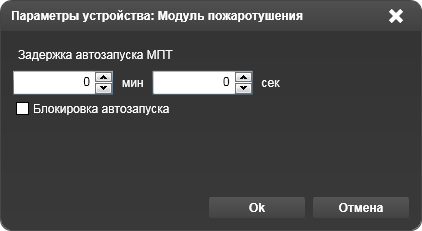 Параметры устройства: Модуль пожаротушения
Задержка автозапуска МПТ
0 мин 0 сек
Блокировка автозапуска
Ok Отмена